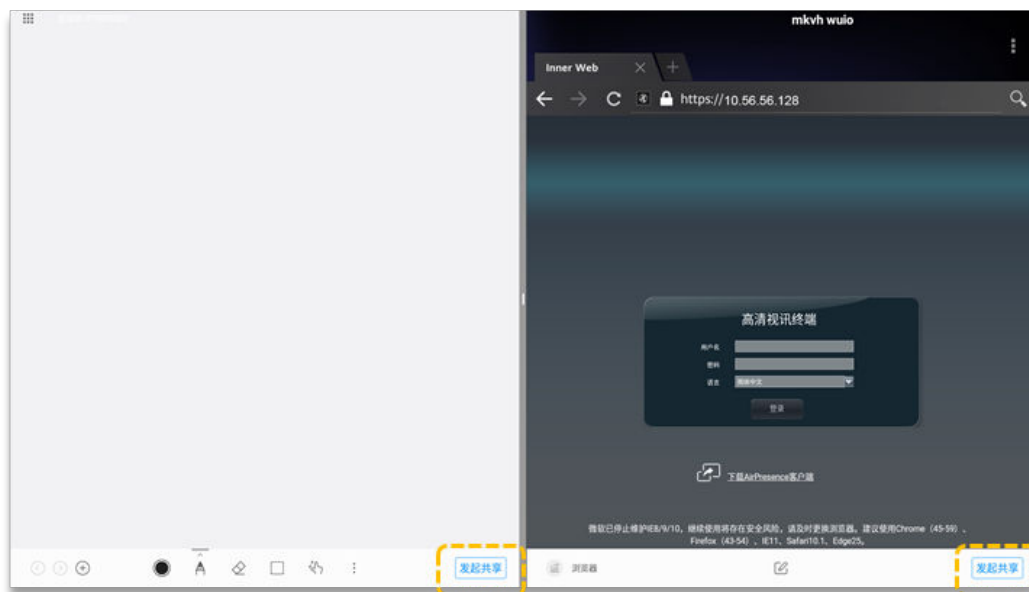 mkvh wuio
Inner Web
https://10.56.56.128
高清视讯终端
用户名
密码
语言
简体中文
登录
下载AirPresence客户端
微软已停止维护IE8/9/10，继续使用将存在安全风险，请及时更换浏览器。建议使用Chrome（45-59）、
Firefox（43-54）、IE11、Safari10.1、Edge25。
发起共享
浏览器
发起共享